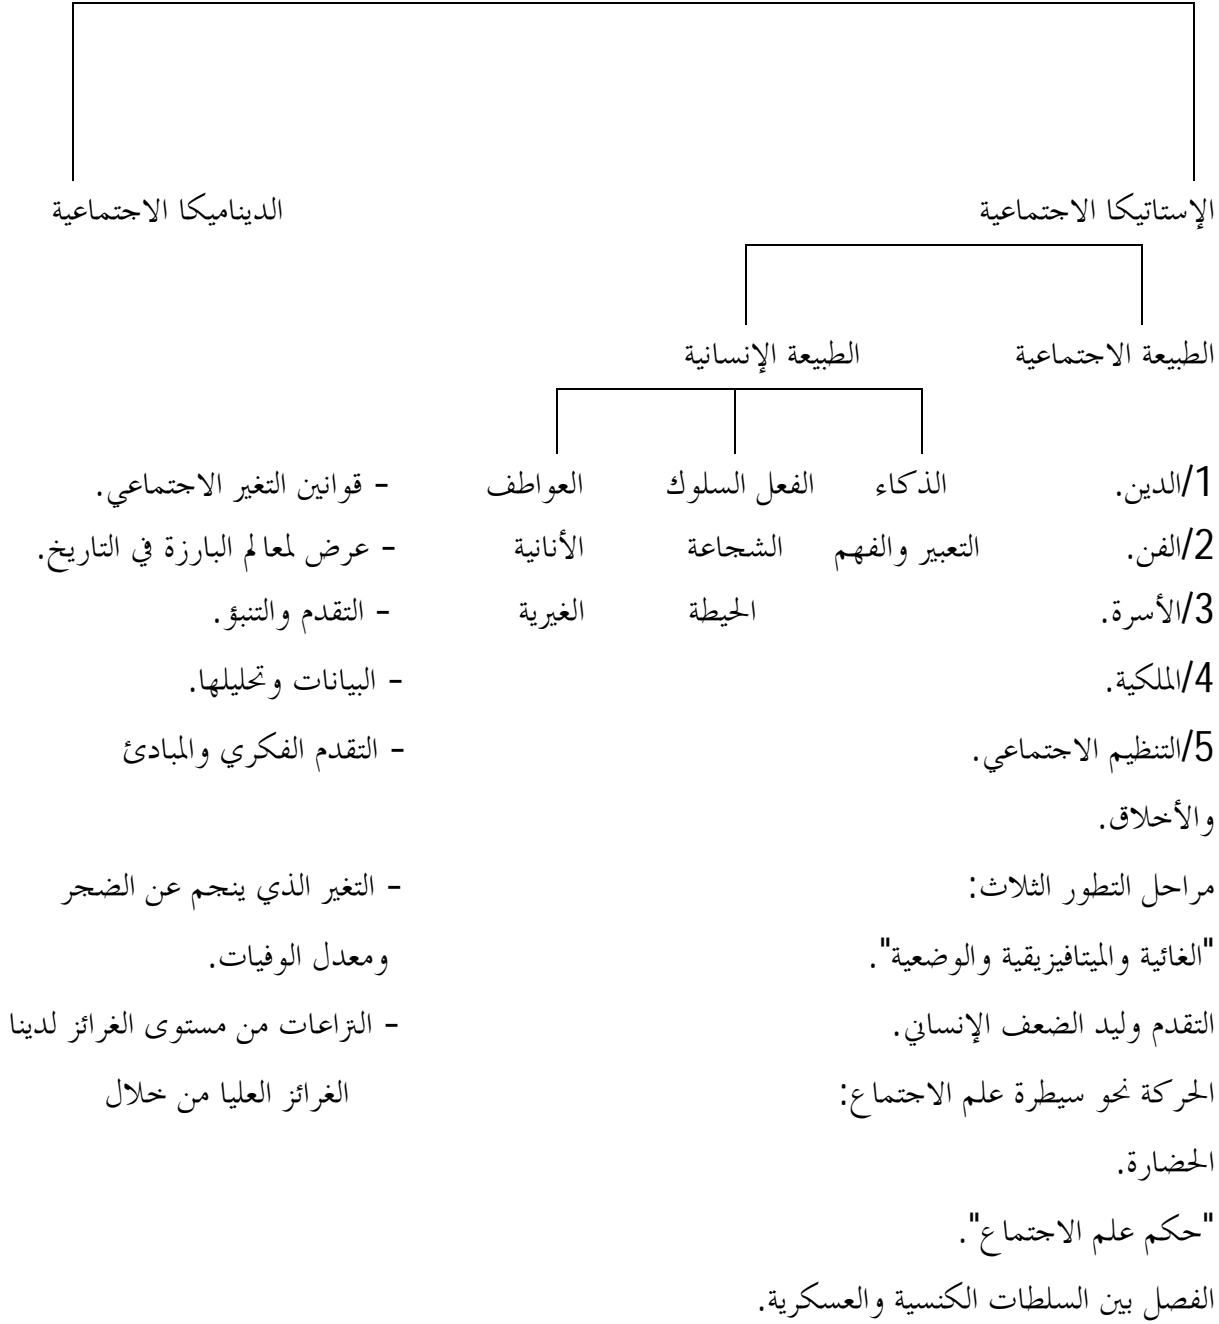 الإستاتيكا الاجتماعية الديناميكا الاجتماعية
الطبيعة الاجتماعية الطبيعة الإنسانية
1/الدين. الذكاء الفعل السلوك العواطف - قوانين التغير الاجتماعي.
2/الفن. التعبير والفهم الشجاعة الأنانية - عرض لمعالم البارزة في التاريخ.
3/الأسرة. الحيطة الغيرية - التقدم والتنبؤ.
4/الملكية. - البيانات وتحليلها.
5/التنظيم الاجتماعي. - التقدم الفكري والمبادئ
والأخلاق.
مراحل التطور الثلاث: - التغير الذي ينجم عن الضجر
"الغائية والميتافيزيقية والوضعية". ومعدل الوفيات.
التقدم وليد الضعف الإنساني. - التراعات من مستوى الغرائز لدينا
الحركة نحو سيطرة علم الاجتماع: الغرائز العليا من خلال
الحضارة.
"حكم علم الاجتماع".
الفصل بين السلطات الكنسية والعسكرية.